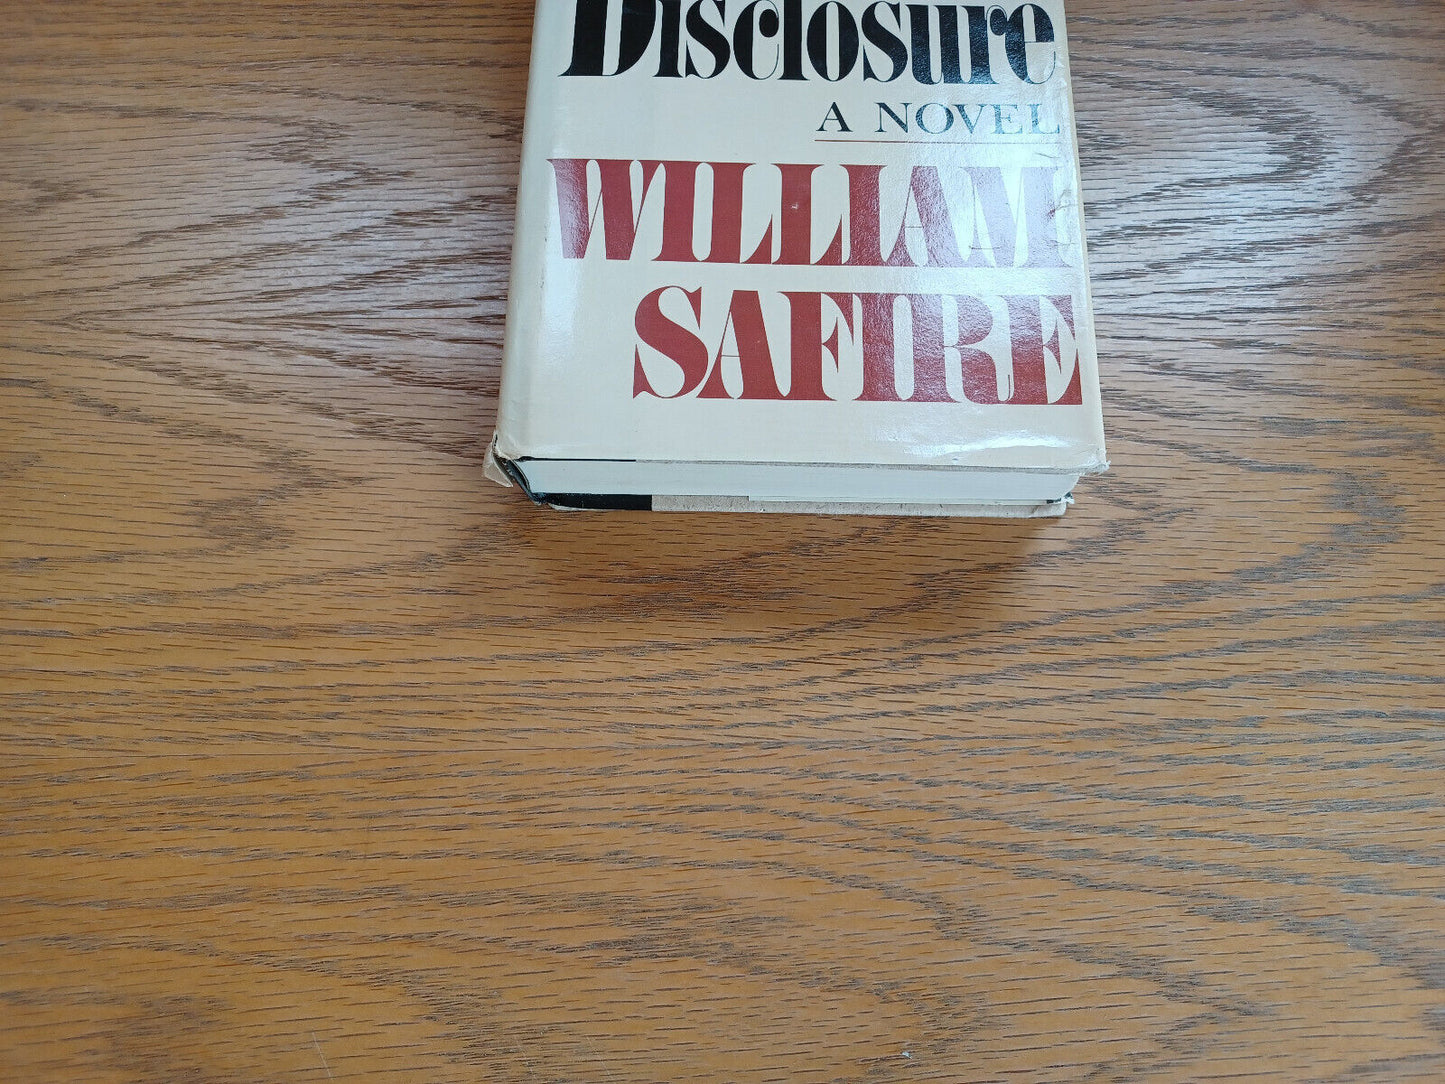 Disclosure
A NOVEL
WILLIAM
SAFIRE